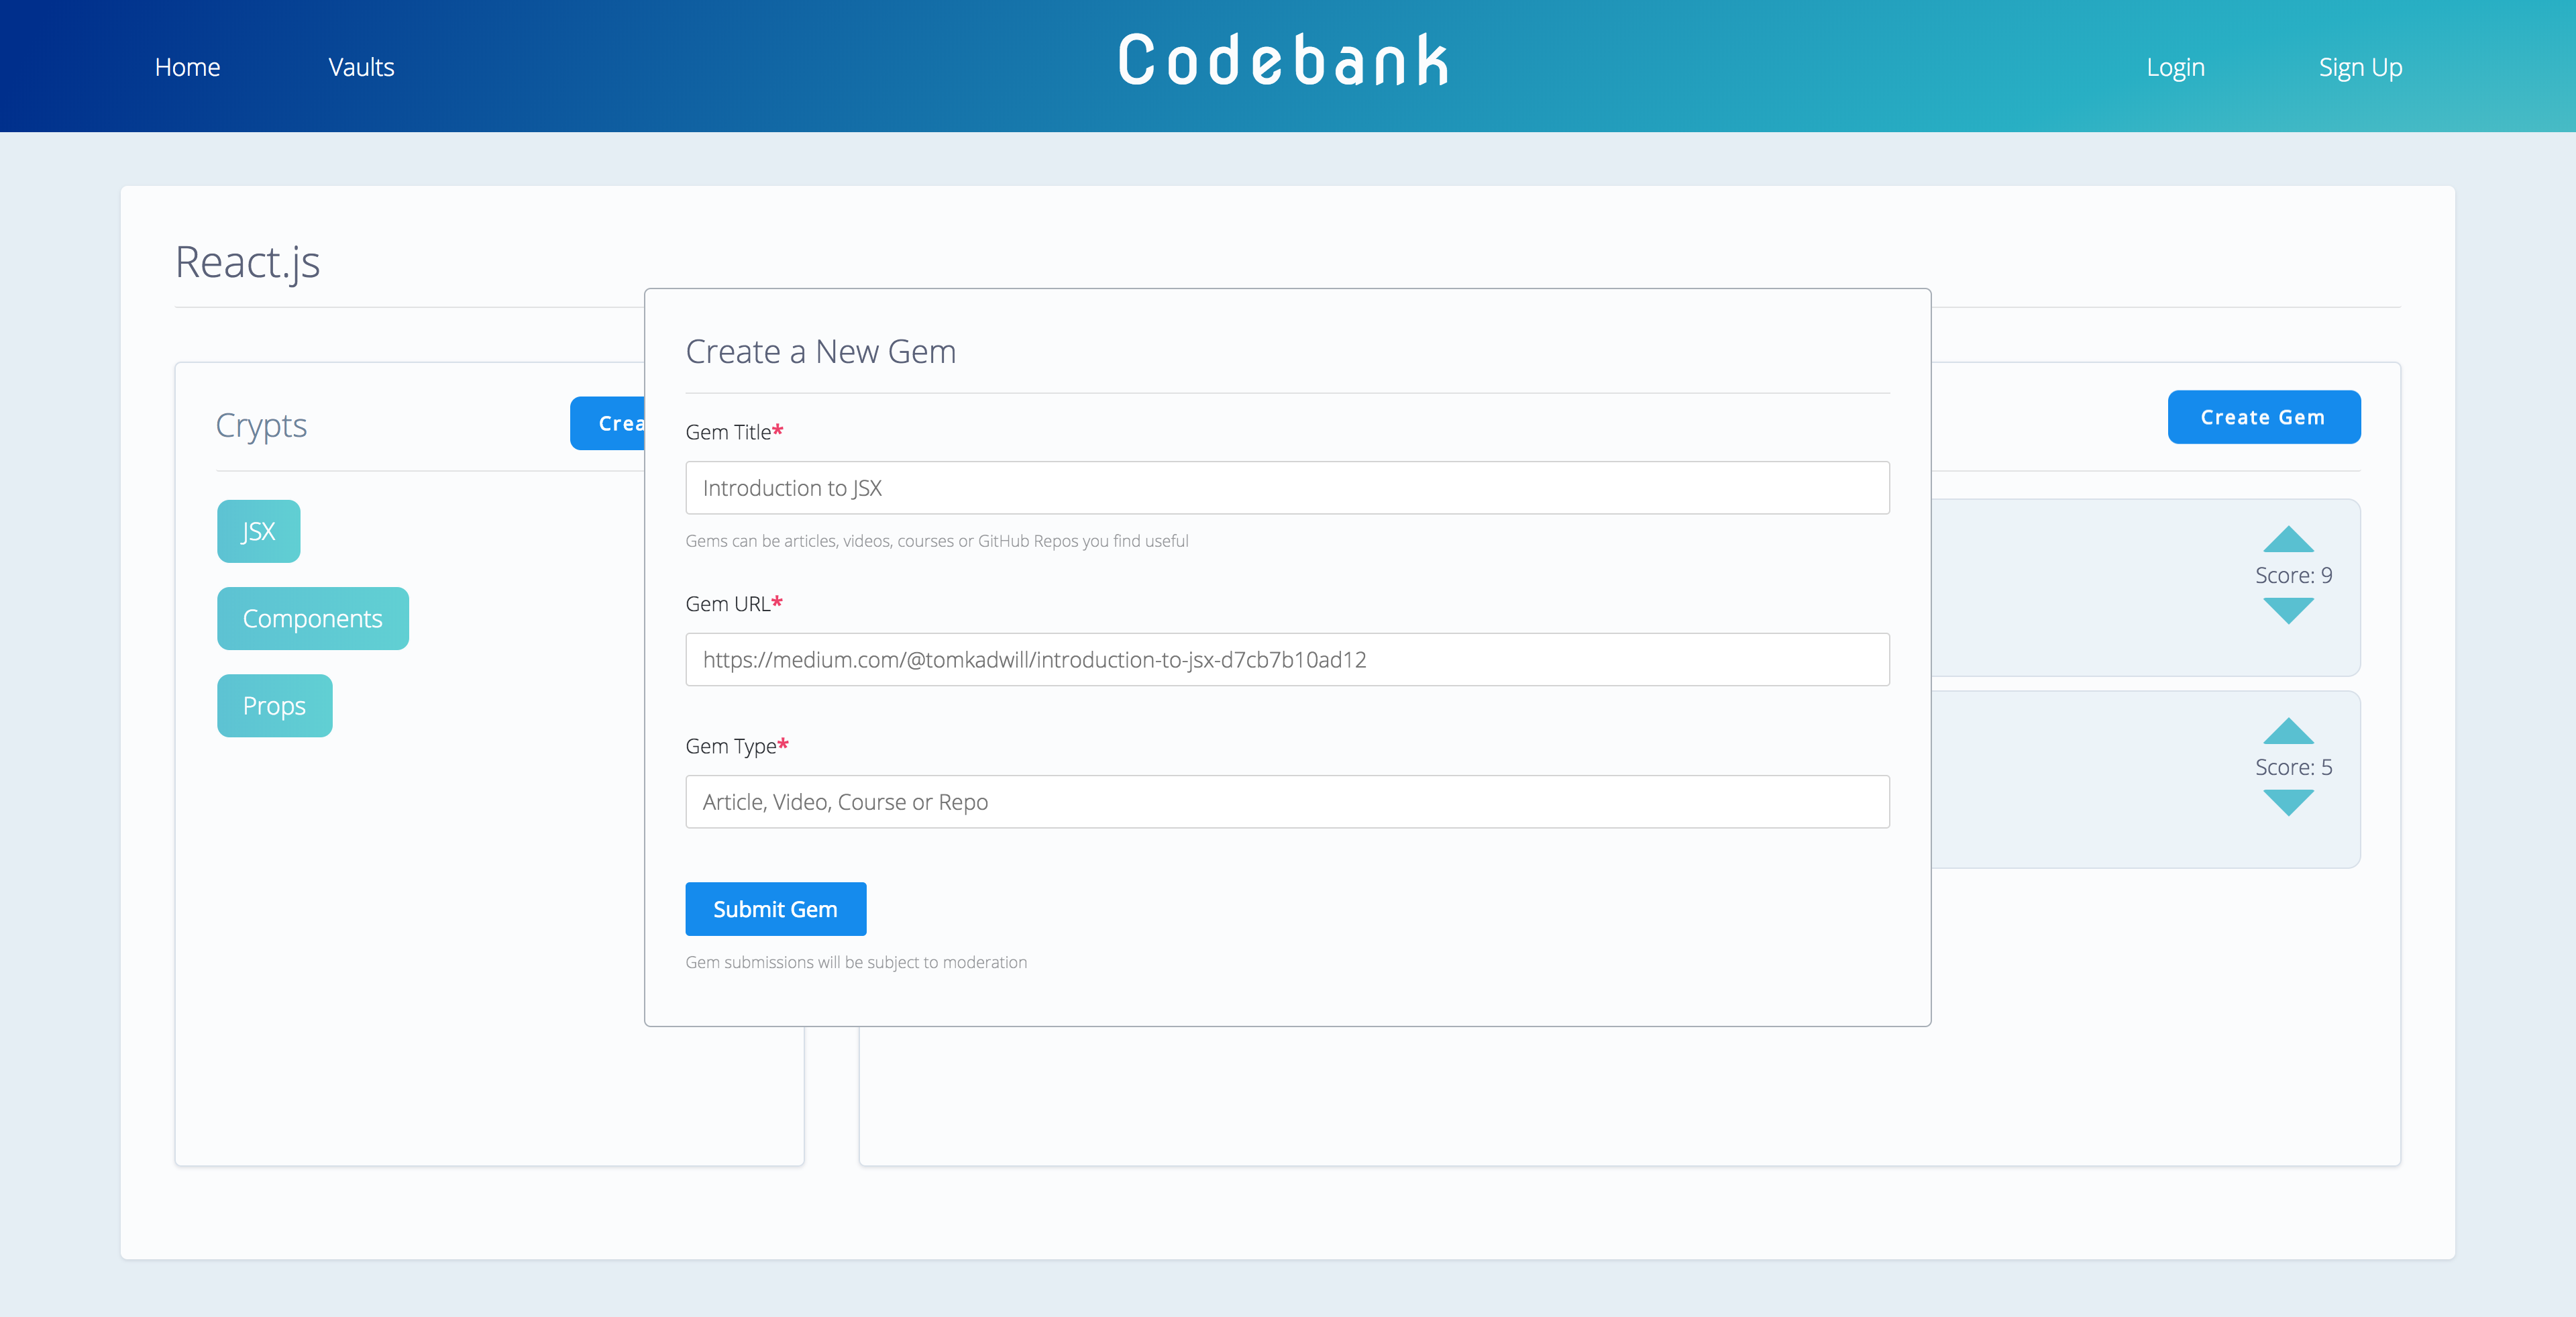 Home Vaults Codebank Login Sign Up
React.js
Create a New Gem
Crypts
Create Gem
Gem Title*
Introduction to JSX
Gems can be articles, videos, courses or GitHub Repos you find useful
JSX
Score: 9
Components
Gem URL*
https://medium.com/@tomkadwill/introduction-to-jsx-d7cb7b10ad12
Props
Gem Type*
Score: 5
Article, Video, Course or Repo
Submit Gem
Gem submissions will be subject to moderation